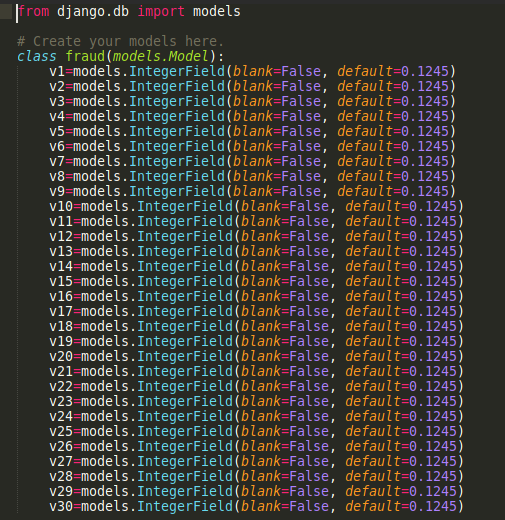 from django.db import models

# Create your models here.
class fraud(models.Model):
    v1=models.IntegerField(blank=False, default=0.1245)
    v2=models.IntegerField(blank=False, default=0.1245)
    v3=models.IntegerField(blank=False, default=0.1245)
    v4=models.IntegerField(blank=False, default=0.1245)
    v5=models.IntegerField(blank=False, default=0.1245)
    v6=models.IntegerField(blank=False, default=0.1245)
    v7=models.IntegerField(blank=False, default=0.1245)
    v8=models.IntegerField(blank=False, default=0.1245)
    v9=models.IntegerField(blank=False, default=0.1245)
    v10=models.IntegerField(blank=False, default=0.1245)
    v11=models.IntegerField(blank=False, default=0.1245)
    v12=models.IntegerField(blank=False, default=0.1245)
    v13=models.IntegerField(blank=False, default=0.1245)
    v14=models.IntegerField(blank=False, default=0.1245)
    v15=models.IntegerField(blank=False, default=0.1245)
    v16=models.IntegerField(blank=False, default=0.1245)
    v17=models.IntegerField(blank=False, default=0.1245)
    v18=models.IntegerField(blank=False, default=0.1245)
    v19=models.IntegerField(blank=False, default=0.1245)
    v20=models.IntegerField(blank=False, default=0.1245)
    v21=models.IntegerField(blank=False, default=0.1245)
    v22=models.IntegerField(blank=False, default=0.1245)
    v23=models.IntegerField(blank=False, default=0.1245)
    v24=models.IntegerField(blank=False, default=0.1245)
    v25=models.IntegerField(blank=False, default=0.1245)
    v26=models.IntegerField(blank=False, default=0.1245)
    v27=models.IntegerField(blank=False, default=0.1245)
    v28=models.IntegerField(blank=False, default=0.1245)
    v29=models.IntegerField(blank=False, default=0.1245)
    v30=models.IntegerField(blank=False, default=0.1245)